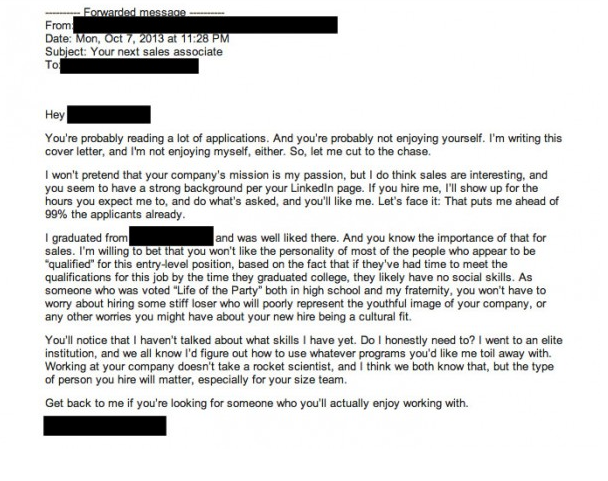 ---------- Forwarded message ----------
From:
Date: Mon, Oct 7, 2013 at 11:28 PM
Subject: Your next sales associate
To:
Hey
You're probably reading a lot of applications. And you're probably not enjoying yourself. I'm writing this
cover letter, and I'm not enjoying myself, either. So, let me cut to the chase.
I won't pretend that your company's mission is my passion, but I do think sales are interesting, and
you seem to have a strong background per your LinkedIn page. If you hire me, I'll show up for the
hours you expect me to, and do what's asked, and you'll like me. Let's face it: That puts me ahead of
99% the applicants already.
I graduated from and was well liked there. And you know the importance of that for
sales. I'm willing to bet that you won't like the personality of most of the people who appear to be
"qualified" for this entry-level position, based on the fact that if they've had time to meet the
qualifications for this job by the time they graduated college, they likely have no social skills. As
someone who was voted "Life of the Party" both in high school and my fraternity, you won't have to
worry about hiring some stiff loser who will poorly represent the youthful image of your company, or
any other worries you might have about your new hire being a cultural fit.
You'll notice that I haven't talked about what skills I have yet. Do I honestly need to? I went to an elite
institution, and we all know I'd figure out how to use whatever programs you'd like me toil away with.
Working at your company doesn't take a rocket scientist, and I think we both know that, but the type
of person you hire will matter, especially for your size team.
Get back to me if you're looking for someone who you'll actually enjoy working with.